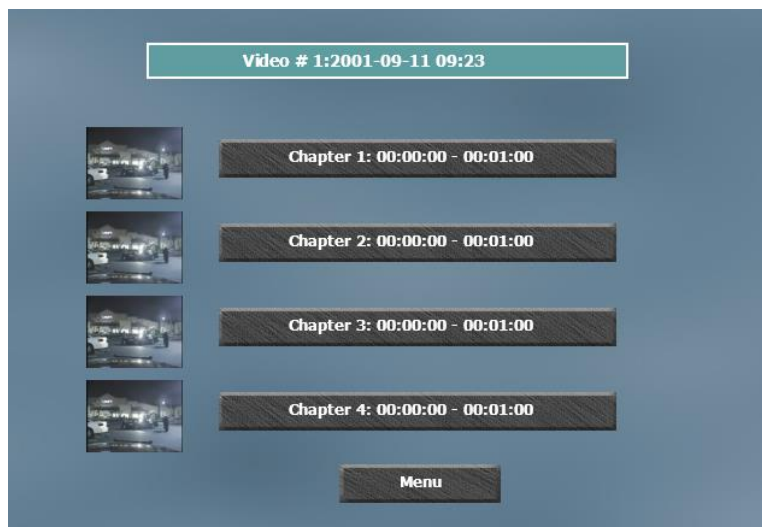 Video # 1:2001-09-11 09:23
Chapter 1: 00:00:00 - 00:01:00
Chapter 2: 00:00:00 - 00:01:00
Chapter 3: 00:00:00 - 00:01:00
Chapter 4: 00:00:00 - 00:01:00
Menu